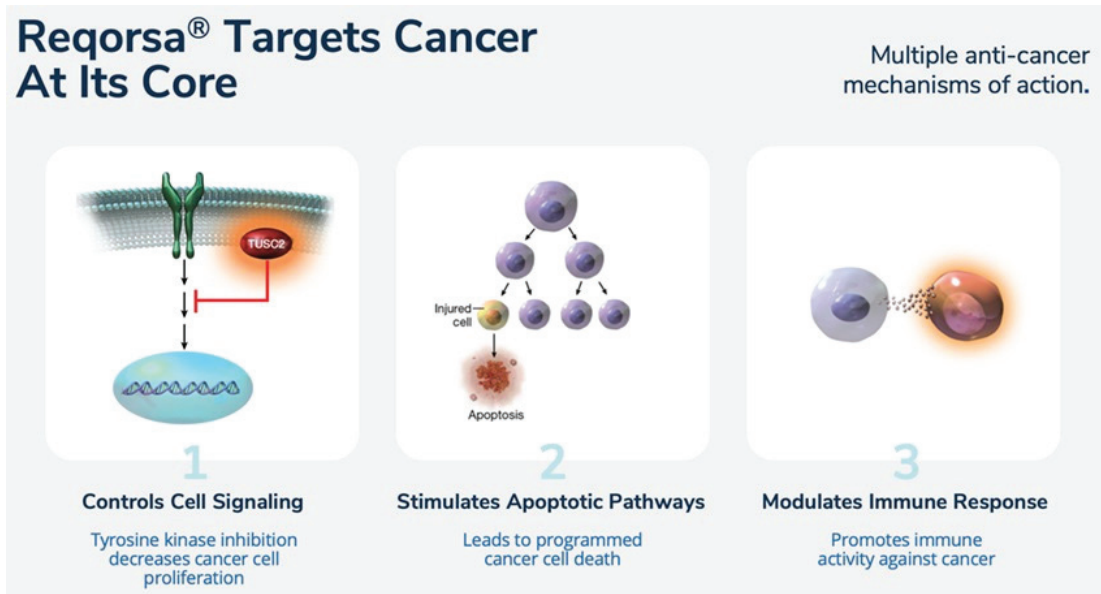 Reqorsa® Targets Cancer
At Its Core
Multiple anti-cancer
mechanisms of action.
TUSC2
Injured
cell
Apoptosis
1
Controls Cell Signaling
Tyrosine kinase inhibition
decreases cancer cell
proliferation
2
Stimulates Apoptotic Pathways
Leads to programmed
cancer cell death
3
Modulates Immune Response
Promotes immune
activity against cancer